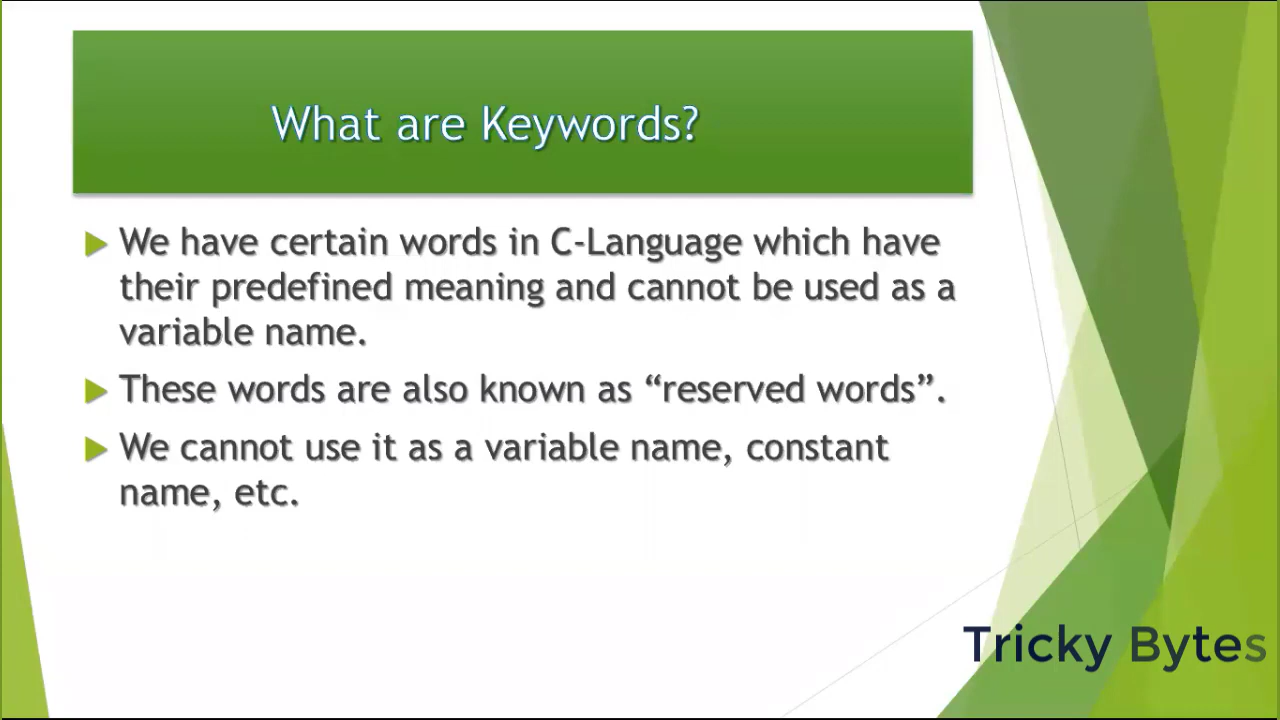 What are Keywords?
We have certain words in C-Language which have
their predefined meaning and cannot be used as a
variable name.
These words are also known as “reserved words”.
We cannot use it as a variable name, constant
name, etc.
Tricky Bytes